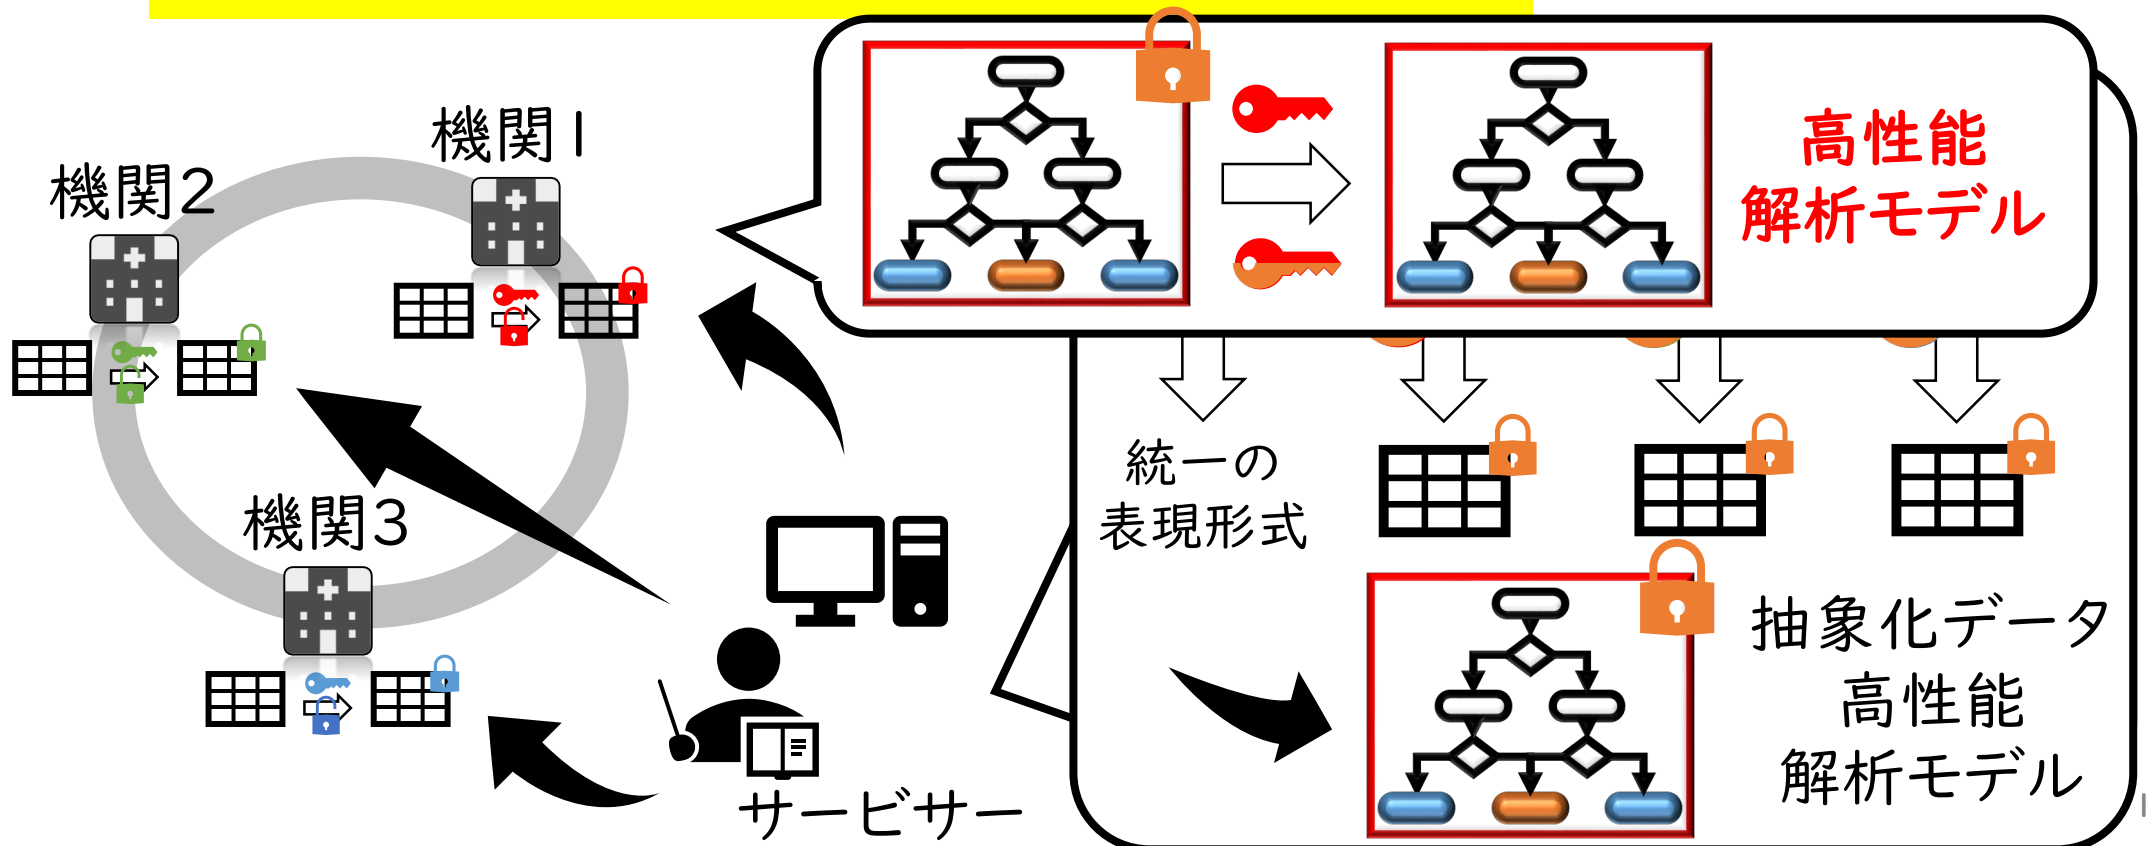 機関1
機関2
機関3
サービサー
高性能
解析モデル
統一の
表現形式
抽象化データ
高性能
解析モデル